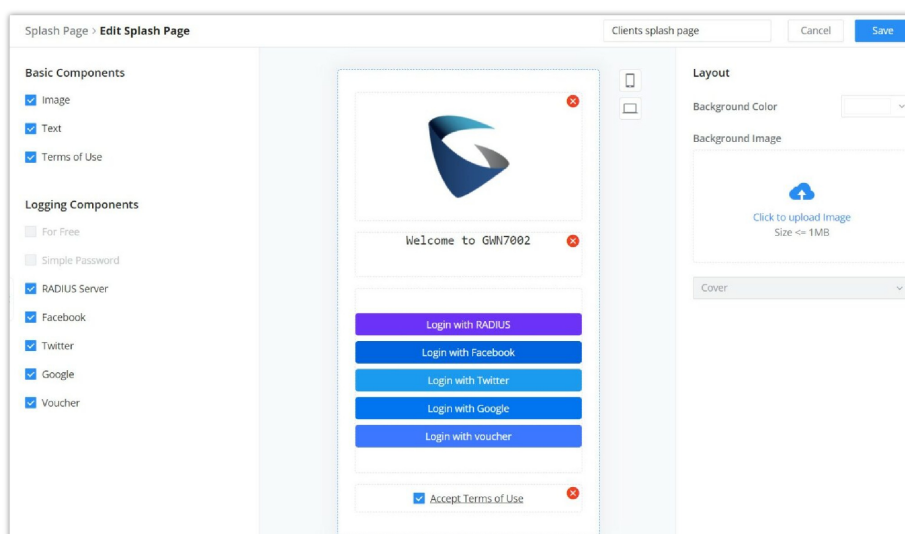 Splash Page > Edit Splash Page
Clients splash page
Cancel
Save
Basic Components
Image
Text
Terms of Use
Logging Components
For Free
Simple Password
RADIUS Server
Facebook
Twitter
Google
Voucher
Welcome to GWN7002
Login with RADIUS
Login with Facebook
Login with Twitter
Login with Google
Login with voucher
Accept Terms of Use
Layout
Background Color
Background Image
Click to upload Image
Size <= 1MB
Cover